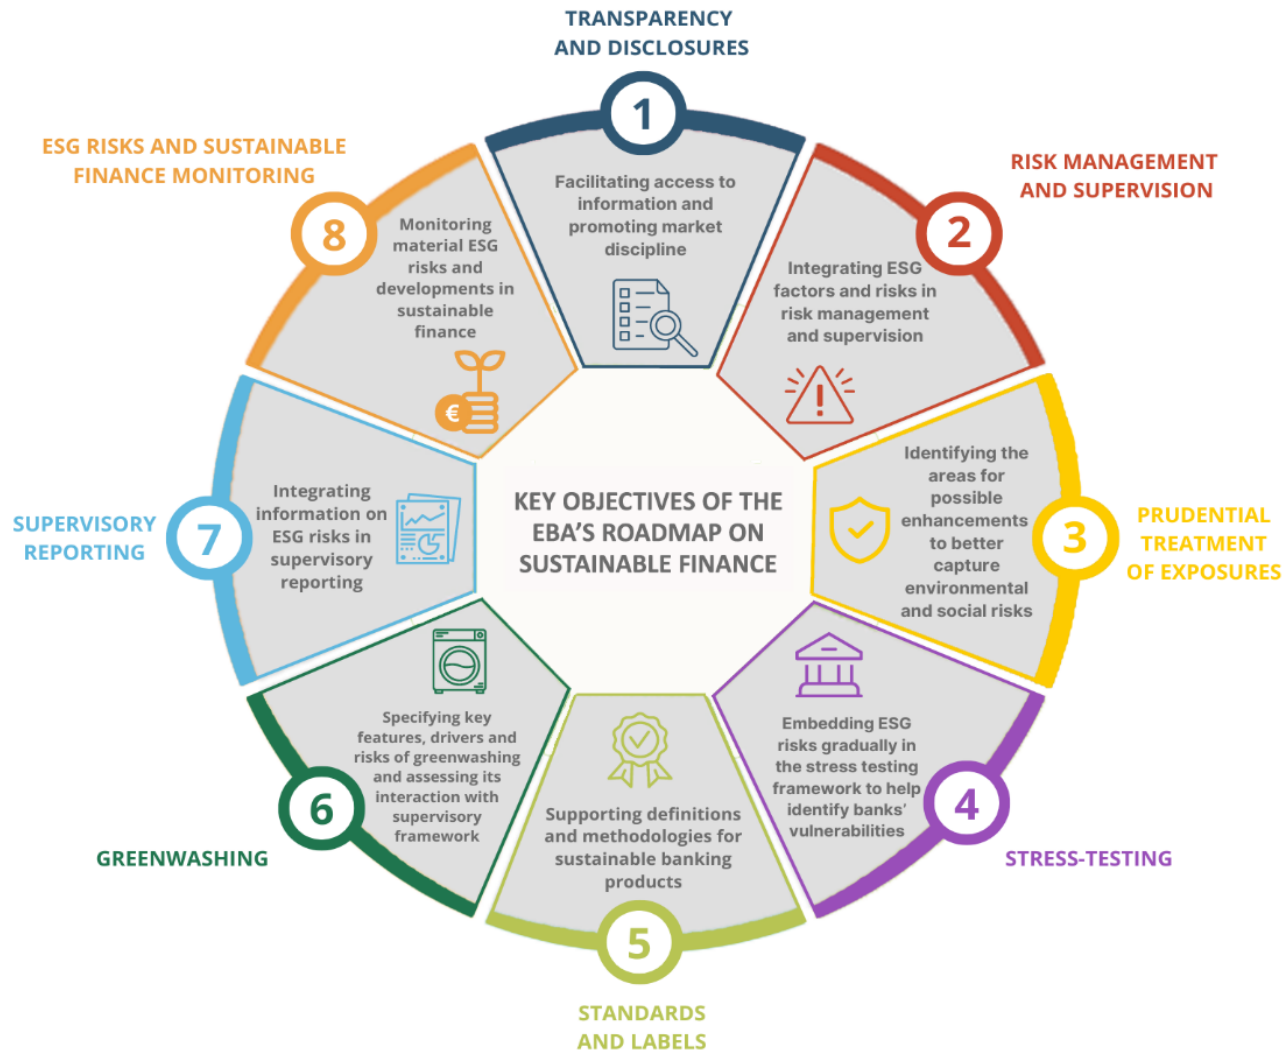 TRANSPARENCY
AND DISCLOSURES
1
Facilitating access to
information and
promoting market
discipline
RISK MANAGEMENT
AND SUPERVISION
2
Integrating ESG
factors and risks in
risk management
and supervision
PRUDENTIAL
TREATMENT
OF EXPOSURES
3
Identifying the
areas for
possible
enhancements
to better
capture
environmental
and social risks
STRESS-TESTING
4
Embedding ESG
risks gradually in
the stress testing
framework to help
identify banks'
vulnerabilities
STANDARDS
AND LABELS
5
Supporting definitions
and methodologies for
sustainable banking
products
GREENWASHING
6
Specifying key
features, drivers and
risks of greenwashing
and assessing its
interaction with
supervisory
framework
SUPERVISORY
REPORTING
7
Integrating
information on
ESG risks in
supervisory
reporting
ESG RISKS AND SUSTAINABLE
FINANCE MONITORING
8
Monitoring
material ESG
risks and
developments in
sustainable
finance
€
KEY OBJECTIVES OF THE
EBA'S ROADMAP ON
SUSTAINABLE FINANCE